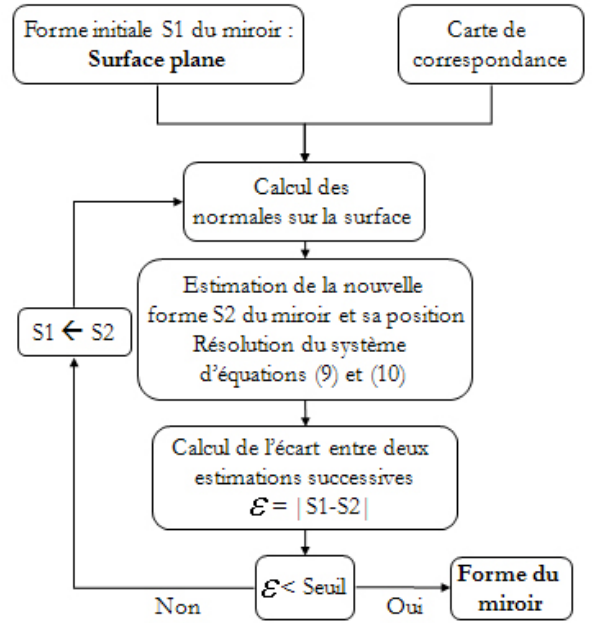 Forme initiale S1 du miroir :
Surface plane
Carte de
correspondance
Calcul des
normales sur la surface
Estimation de la nouvelle
forme S2 du miroir et sa position
Résolution du système
d'équations (9) et (10)
S1 ← S2
Calcul de l'écart entre deux
estimations successives
ℰ = | S1-S2|
ℰ < Seuil
Non
Oui
Forme du
miroir